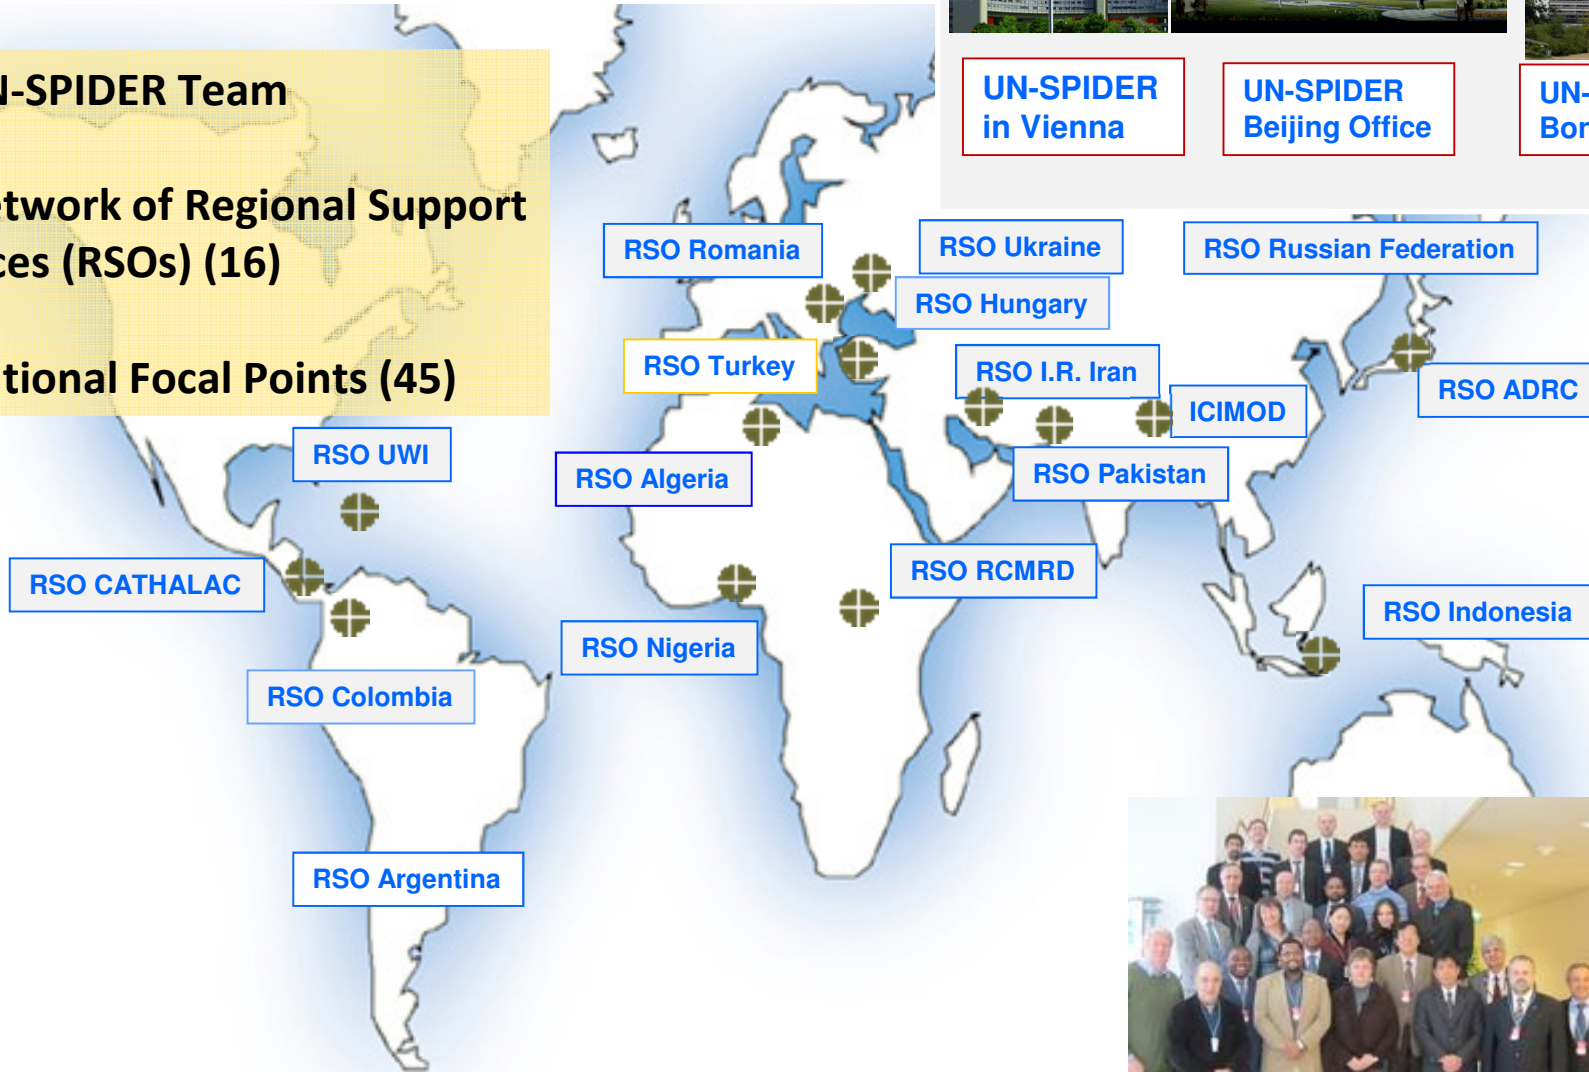 N-SPIDER Team
etwork of Regional Support
ces (RSOs) (16)
tional Focal Points (45)
UN-SPIDER
in Vienna
UN-SPIDER
Beijing Office
UN-
Bon
RSO Romania
RSO Ukraine
RSO Russian Federation
RSO Hungary
RSO Turkey
RSO I.R. Iran
RSO ADRC
ICIMOD
RSO UWI
RSO Algeria
RSO Pakistan
RSO CATHALAC
RSO RCMRD
RSO Indonesia
RSO Nigeria
RSO Colombia
RSO Argentina